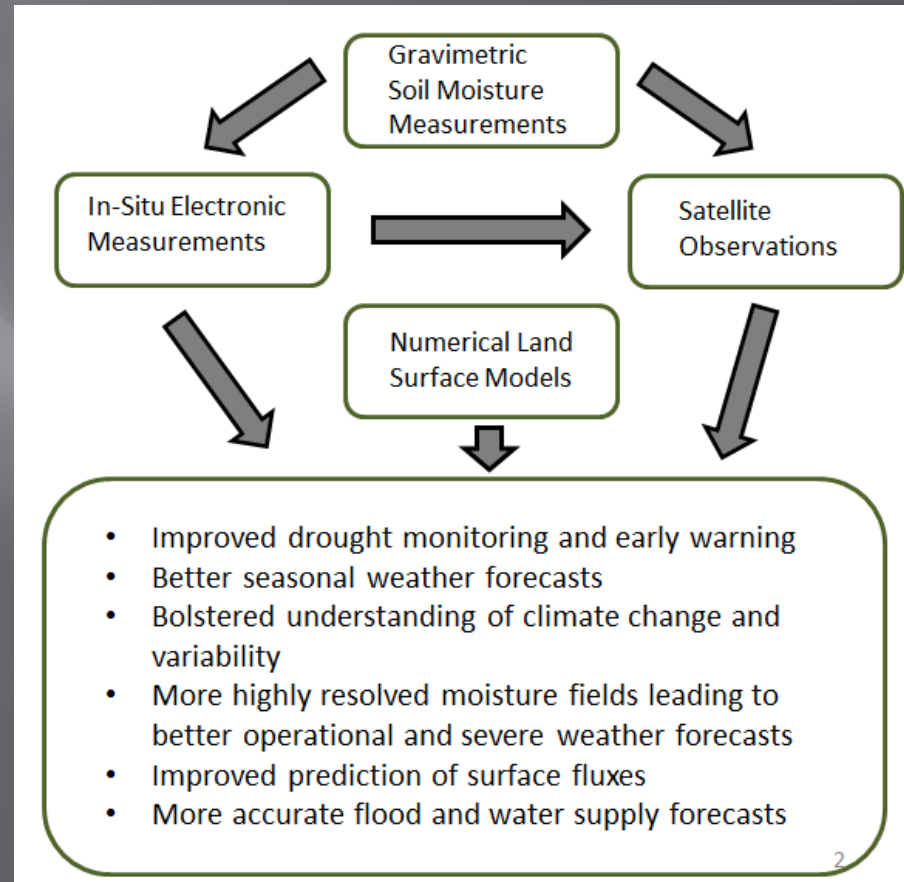 Gravimetric
Soil Moisture
Measurements
In-Situ Electronic
Measurements
Satellite
Observations
Numerical Land
Surface Models
• Improved drought monitoring and early warning
• Better seasonal weather forecasts
• Bolstered understanding of climate change and
variability
• More highly resolved moisture fields leading to
better operational and severe weather forecasts
• Improved prediction of surface fluxes
• More accurate flood and water supply forecasts
2